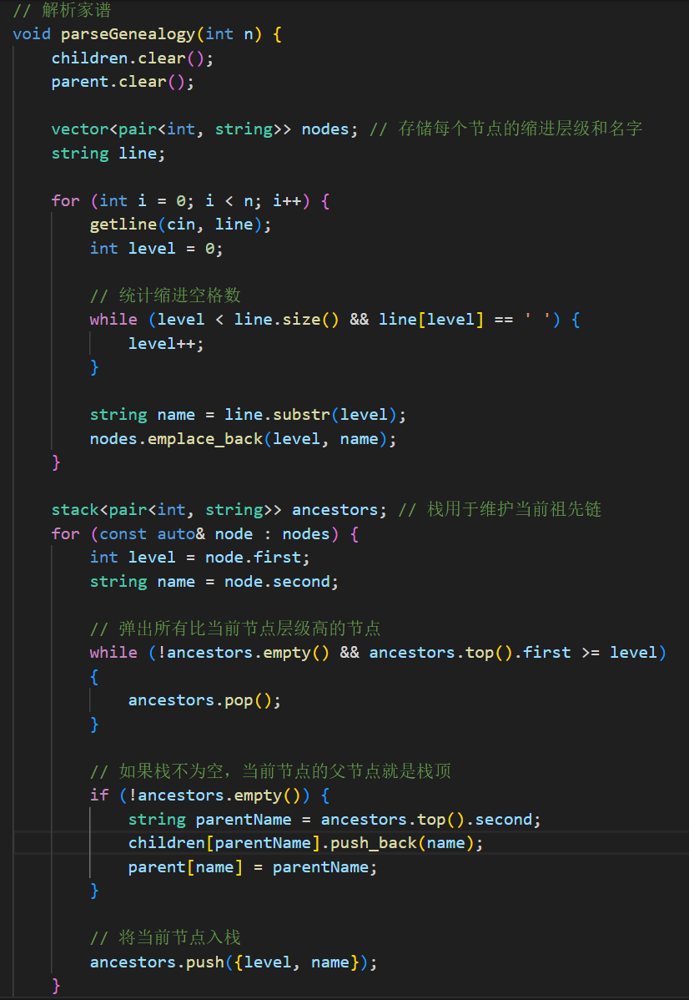 // 解析家谱
void parseGenealogy(int n) {
    children.clear();
    parent.clear();

    vector<pair<int, string>> nodes; // 存储每个节点的缩进层级和名字
    string line;

    for (int i = 0; i < n; i++) {
        getline(cin, line);
        int level = 0;

        // 统计缩进空格数
        while (level < line.size() && line[level] == ' ') {
            level++;
        }

        string name = line.substr(level);
        nodes.emplace_back(level, name);
    }

    stack<pair<int, string>> ancestors; // 栈用于维护当前祖先链
    for (const auto& node : nodes) {
        int level = node.first;
        string name = node.second;

        // 弹出所有比当前节点层级高的节点
        while (!ancestors.empty() && ancestors.top().first >= level)
        {
            ancestors.pop();
        }

        // 如果栈不为空，当前节点的父节点就是栈顶
        if (!ancestors.empty()) {
            string parentName = ancestors.top().second;
            children[parentName].push_back(name);
            parent[name] = parentName;
        }

        // 将当前节点入栈
        ancestors.push({level, name});
    }